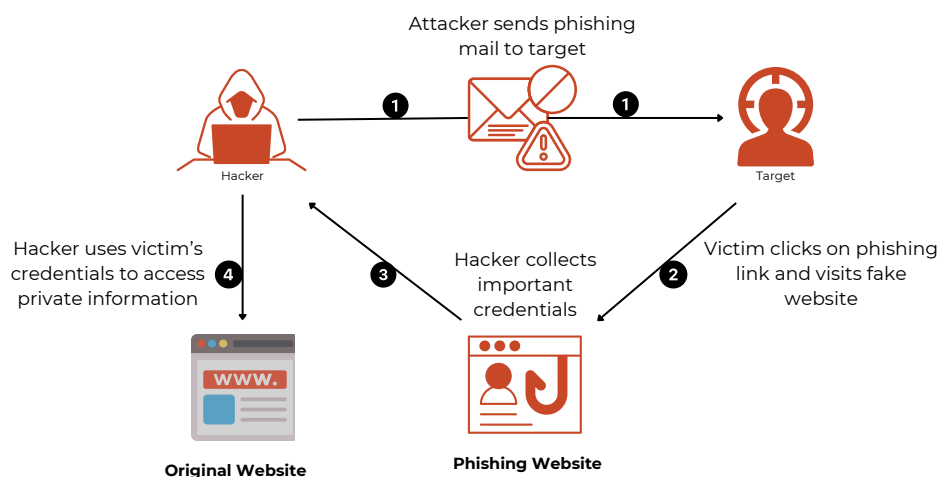 Attacker sends phishing
mail to target
1
1
Hacker
Target
Hacker uses victim’s
credentials to access
private information
4
3
Hacker collects
important
credentials
2
Victim clicks on phishing
link and visits fake
website
www.
Original Website
Phishing Website